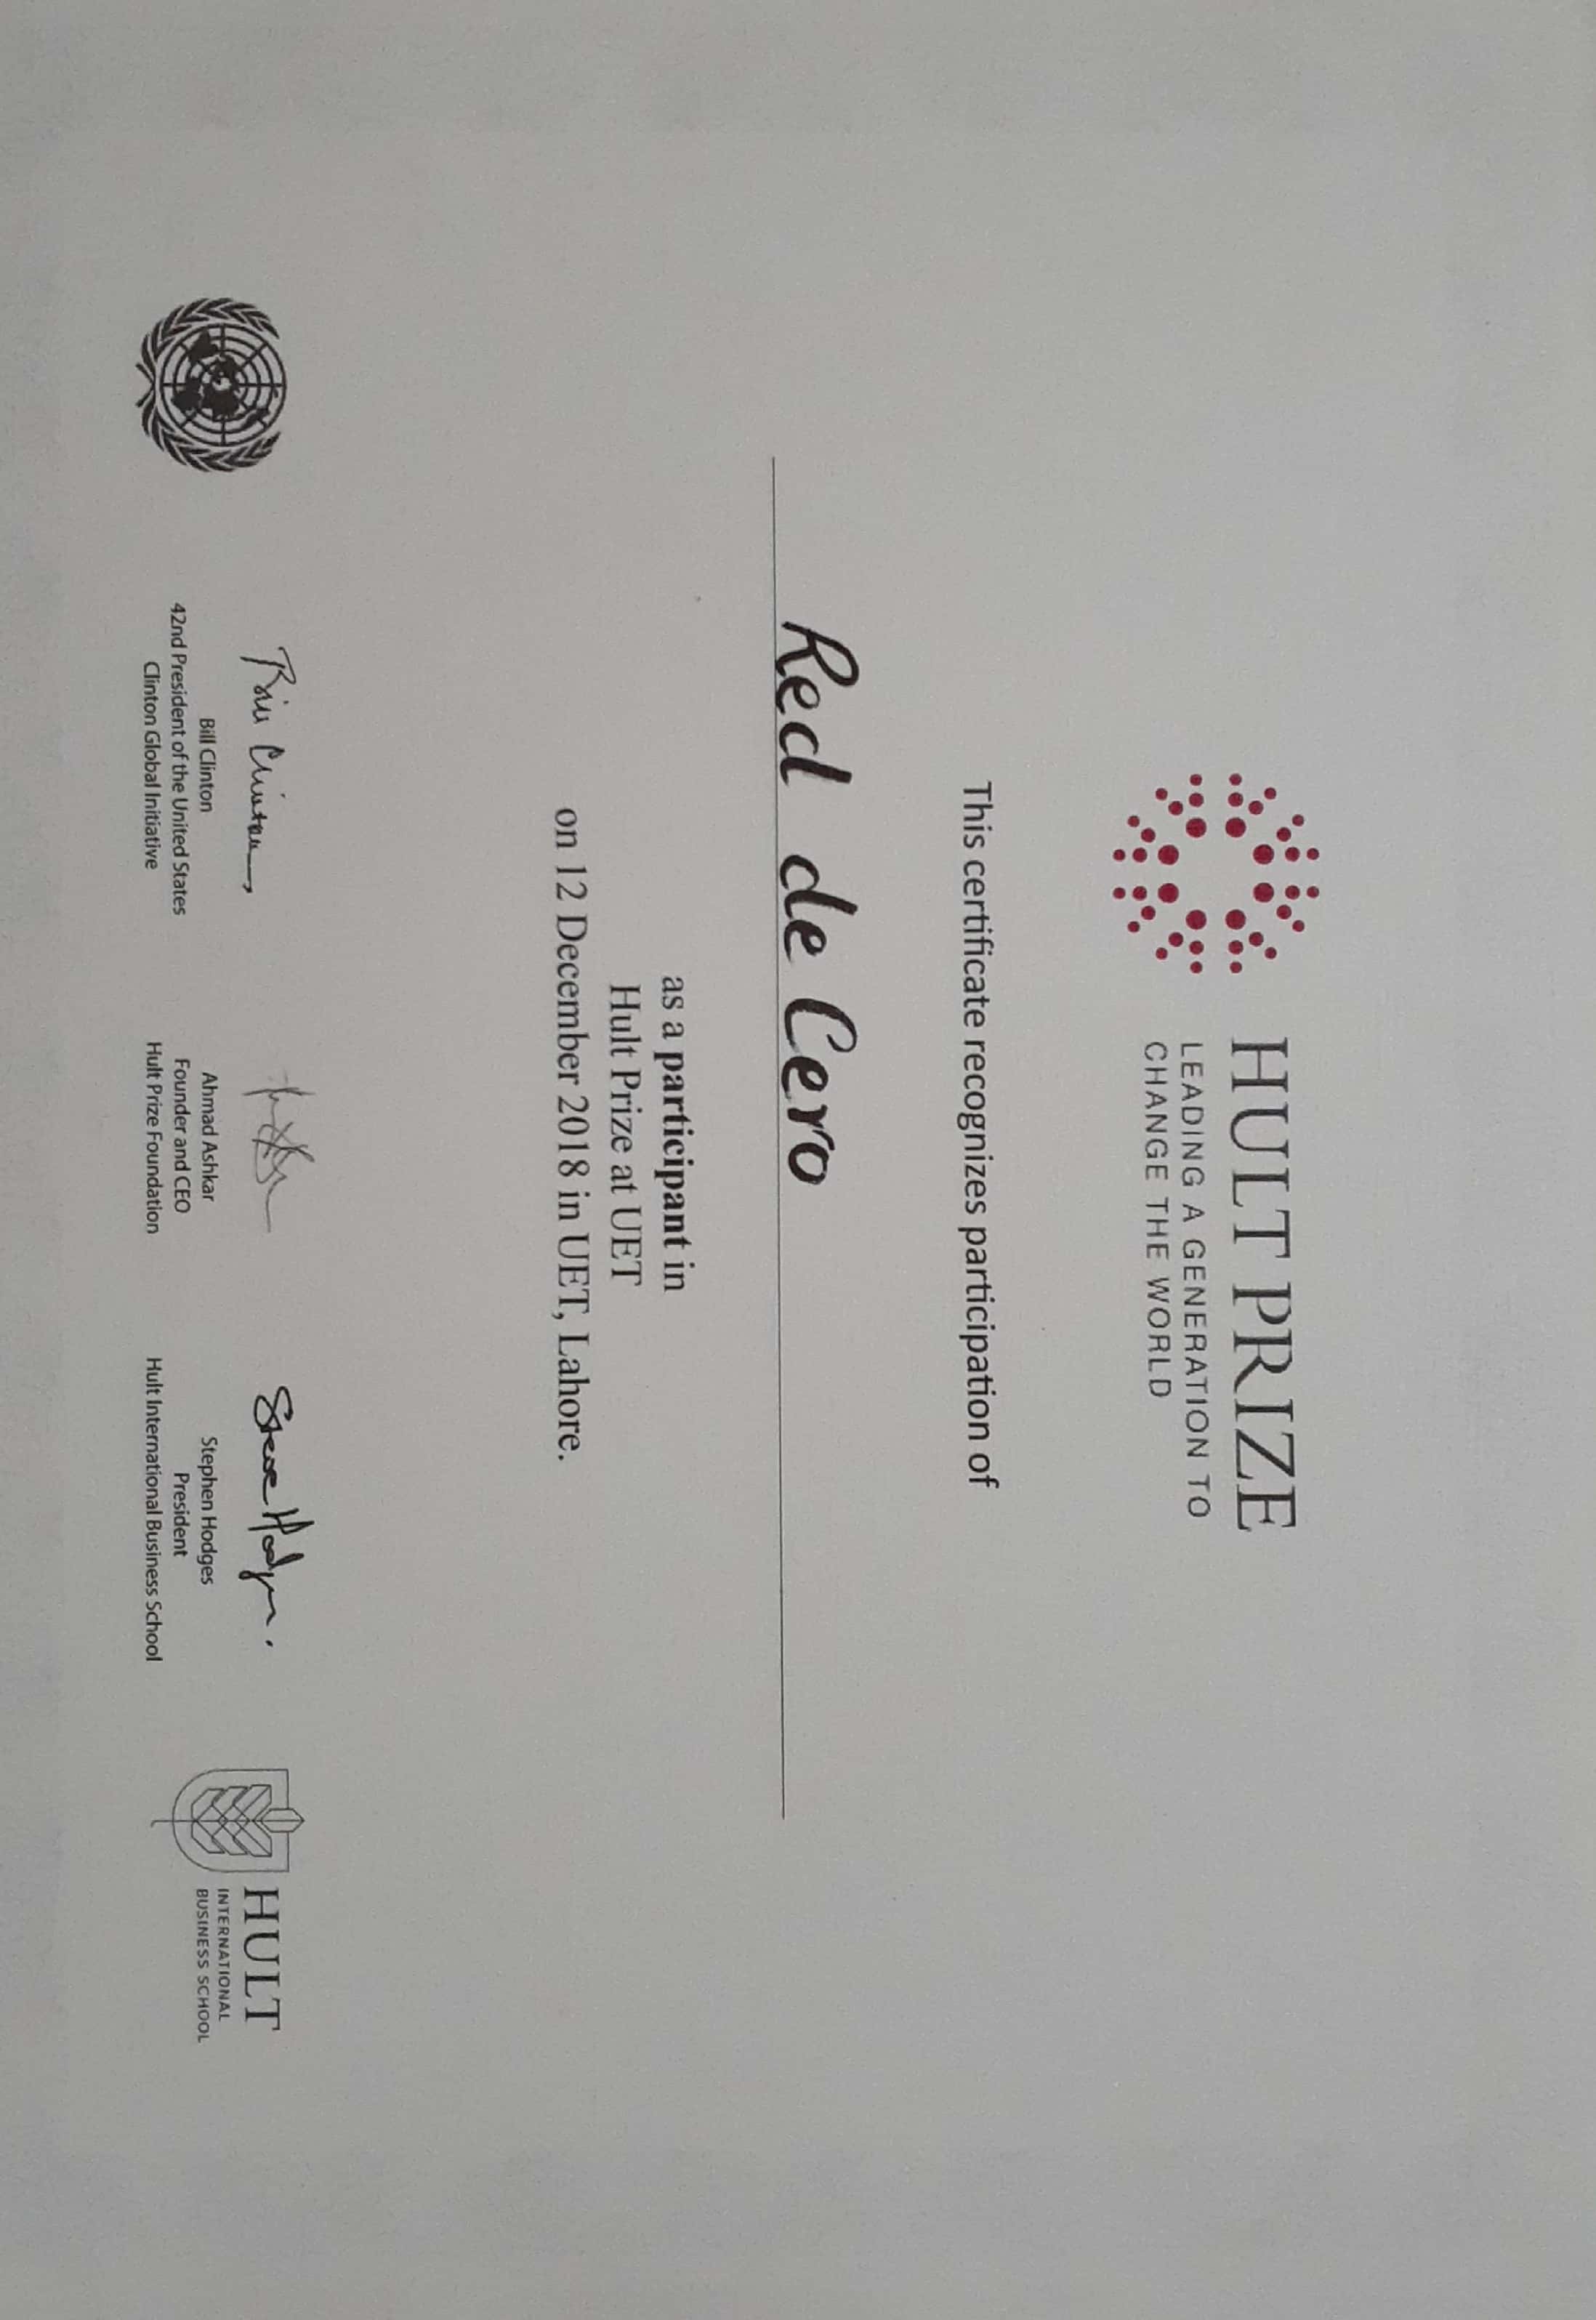 HULT PRIZE
LEADING A GENERATION TO
CHANGE THE WORLD
This certificate recognizes participation of
Red de Cero
as a participant in
Hult Prize at UET
on 12 December 2018 in UET, Lahore.
Bill Clinton
Steve Hodges.
Bill Clinton
42nd President of the United States
Clinton Global Initiative
Ahmad Ashkar
Founder and CEO
Hult Prize Foundation
Stephen Hodges
President
Hult International Business School
HULT
INTERNATIONAL
BUSINESS SCHOOL